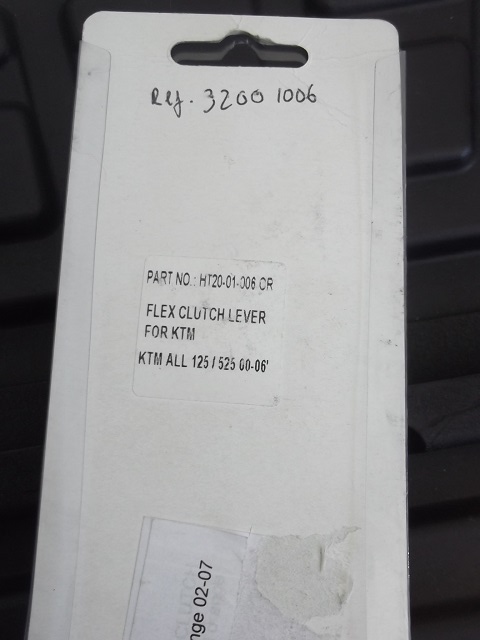 Ref. 3200 1006
PART NO.: HT20-01-006 CR
FLEX CLUTCH LEVER
FOR KTM
KTM ALL 125 / 525 00-06'
nge 02-07